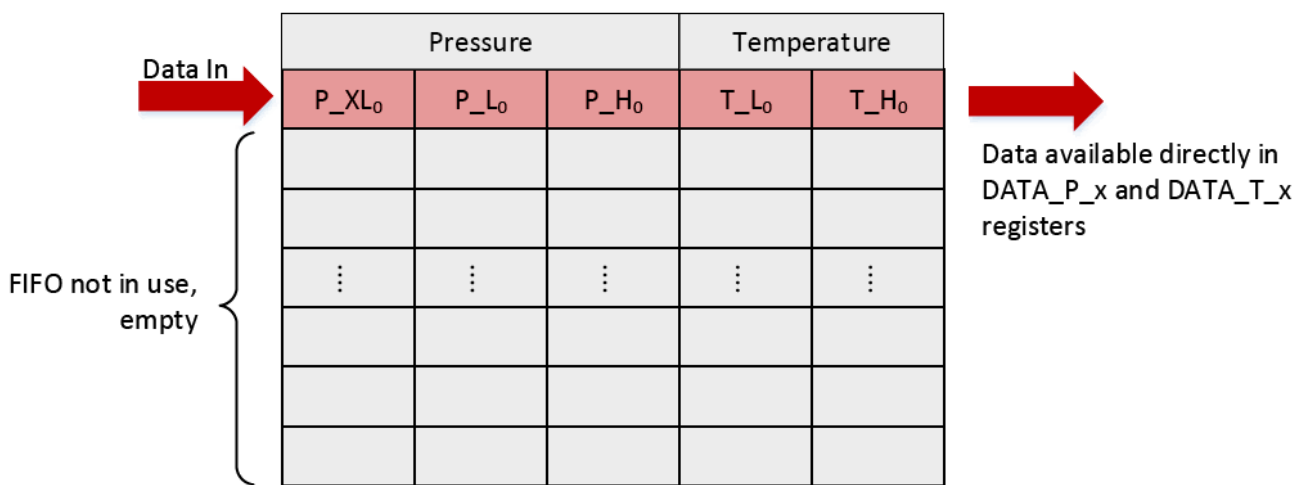 Pressure Temperature
Data In
P_XL₀ P_L₀ P_H₀ T_L₀ T_H₀
Data available directly in
DATA_P_x and DATA_T_x
registers
⋮ ⋮ ⋮ ⋮ ⋮
FIFO not in use,
empty